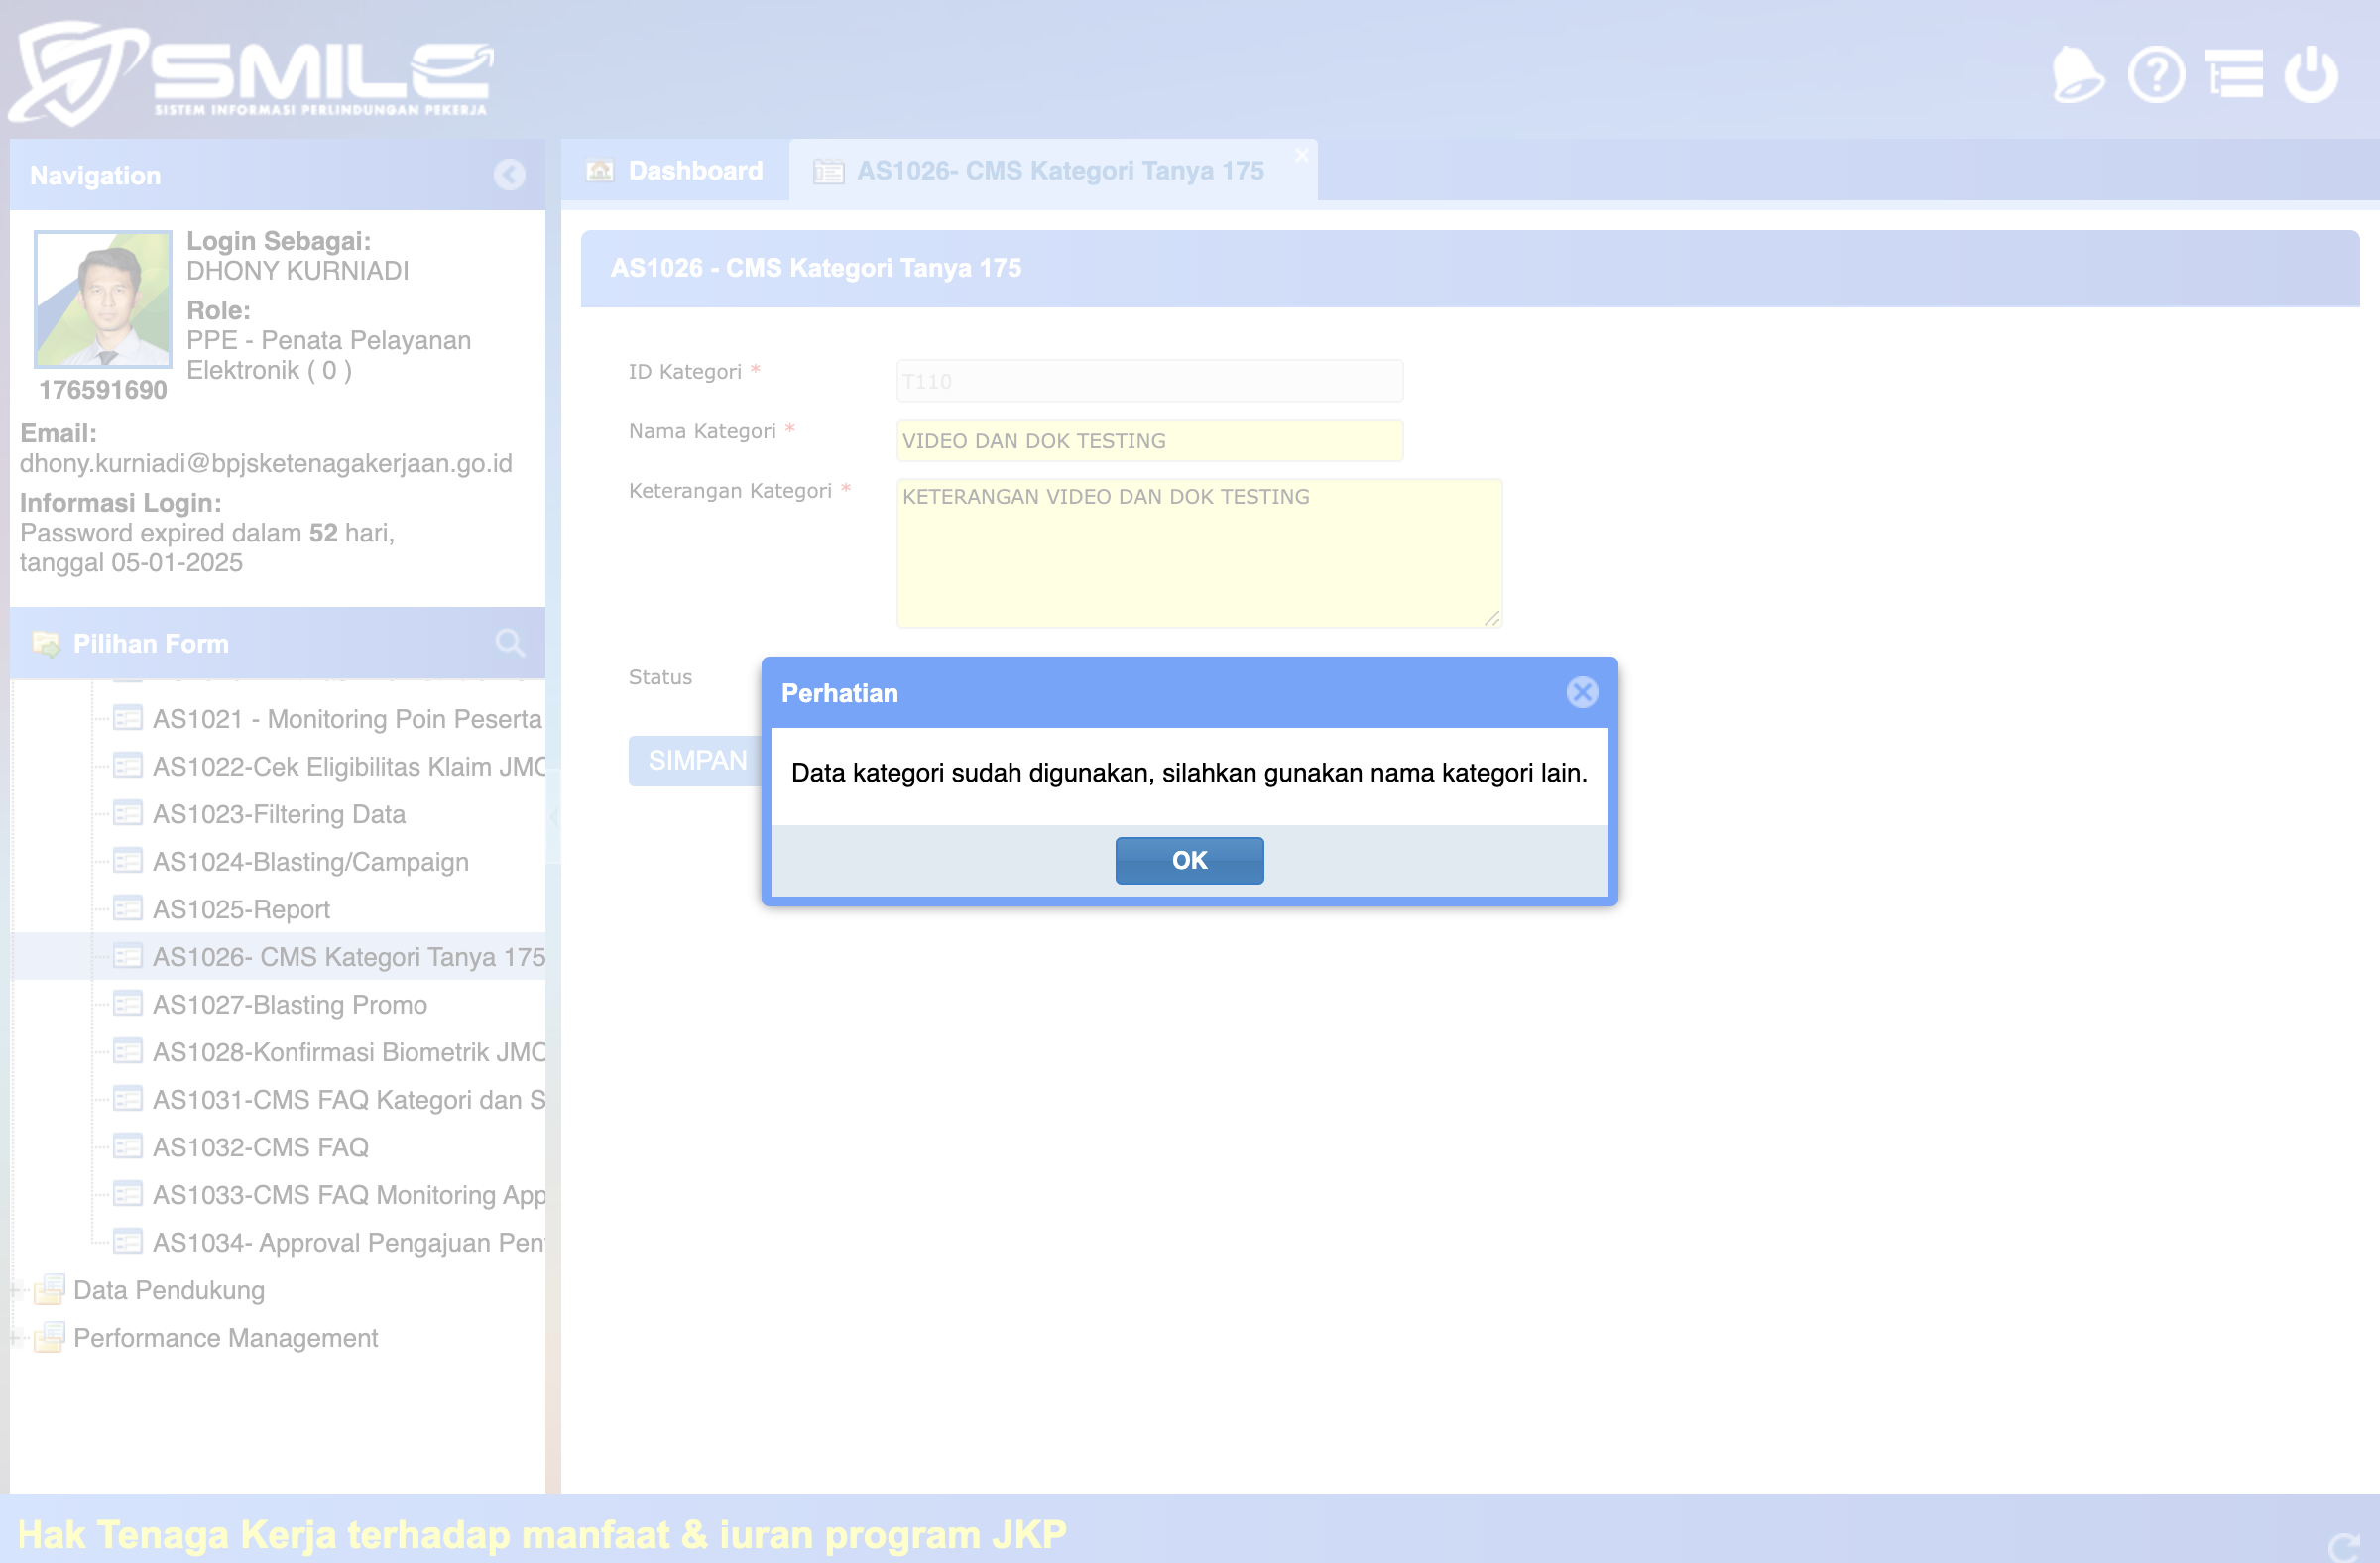 SMILE
SISTEM INFORMASI PERLINDUNGAN PEKERJA
Navigation
Login Sebagai:
DHONY KURNIADI
Role:
PPE - Penata Pelayanan
Elektronik ( 0 )
176591690
Email:
dhony.kurniadi@bpjsketenagakerjaan.go.id
Informasi Login:
Password expired dalam 52 hari,
tanggal 05-01-2025
Pilihan Form
AS1021 - Monitoring Poin Peserta
AS1022-Cek Eligibilitas Klaim JMO
AS1023-Filtering Data
AS1024-Blasting/Campaign
AS1025-Report
AS1026- CMS Kategori Tanya 175
AS1027-Blasting Promo
AS1028-Konfirmasi Biometrik JMO
AS1031-CMS FAQ Kategori dan S
AS1032-CMS FAQ
AS1033-CMS FAQ Monitoring App
AS1034- Approval Pengajuan Pen
Data Pendukung
Performance Management
Dashboard
AS1026- CMS Kategori Tanya 175
AS1026 - CMS Kategori Tanya 175
ID Kategori *
T110
Nama Kategori *
VIDEO DAN DOK TESTING
Keterangan Kategori *
KETERANGAN VIDEO DAN DOK TESTING
Status
SIMPAN
Perhatian
Data kategori sudah digunakan, silahkan gunakan nama kategori lain.
OK
Hak Tenaga Kerja terhadap manfaat & iuran program JKP